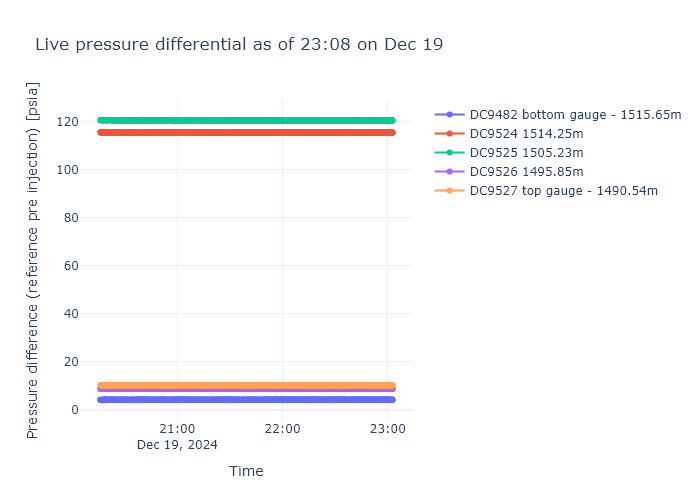 Live pressure differential as of 23:08 on Dec 19
Pressure difference (reference pre injection) [psia]
120
100
80
60
40
20
0
21:00
Dec 19, 2024
22:00
23:00
Time
DC9482 bottom gauge - 1515.65m
DC9524 1514.25m
DC9525 1505.23m
DC9526 1495.85m
DC9527 top gauge - 1490.54m